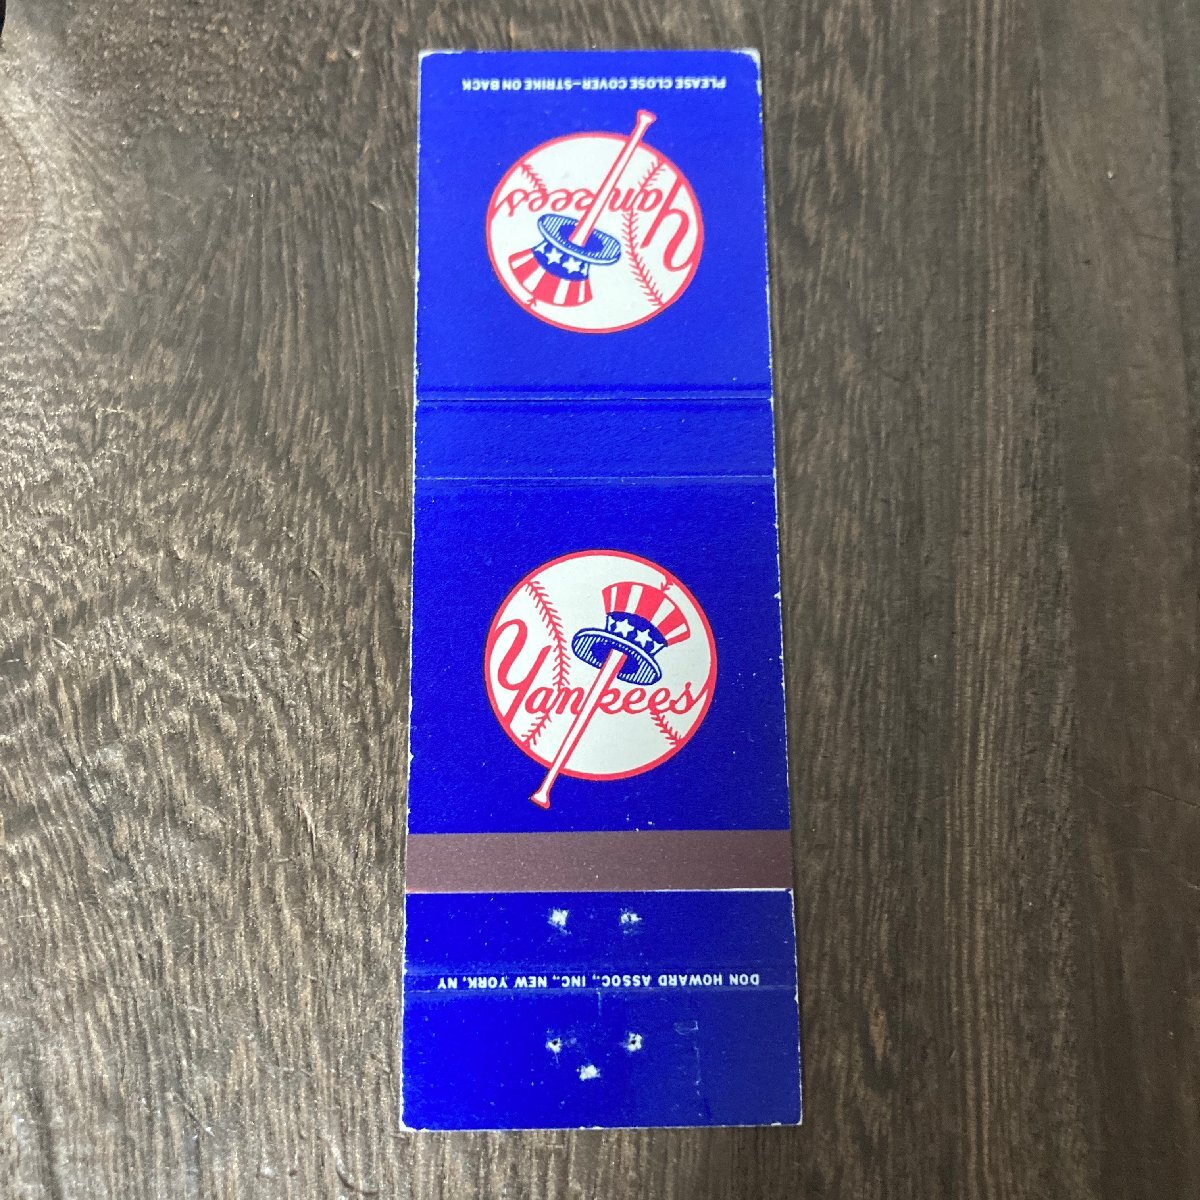 PLEASE CLOSE COVER—STRIKE ON BACK
Yankees
Yankees
DON HOWARD ASSOC., INC., NEW YORK, NY